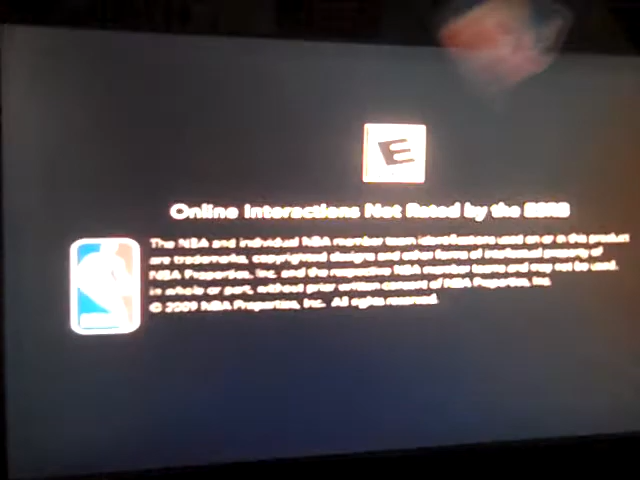 E
Online Interactions Not Rated by the ESRB
The NBA and individual NBA member team identifications used on or in this product
are trademarks, copyrighted designs and other forms of intellectual property of
NBA Properties, Inc. and the respective NBA member teams and may not be used,
in whole or part, without prior written consent of NBA Properties, Inc.
© 2009 NBA Properties, Inc. All rights reserved.